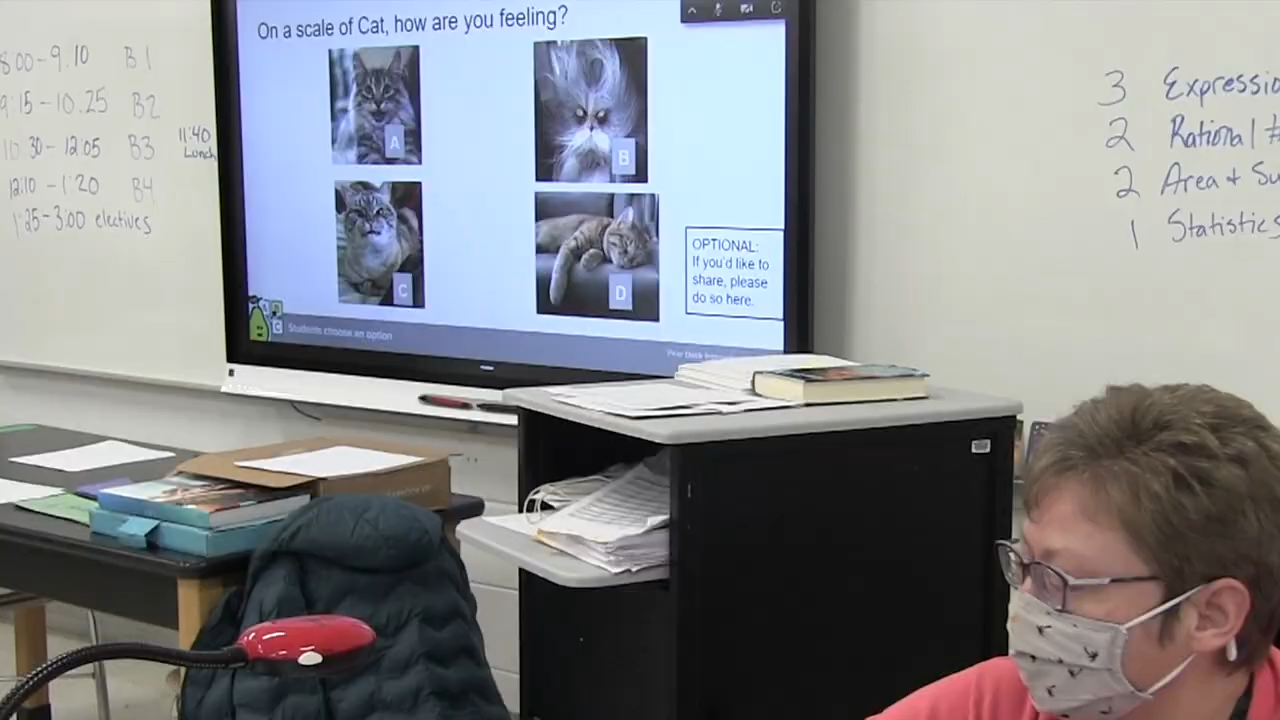 8:00-9:10 B1
9:15-10:25 B2
10:30-12:05 B3
11:40
Lunch
12:10-1:20 B4
1:25-3:00 electives
On a scale of Cat, how are you feeling?
A
B
C
D
OPTIONAL:
If you'd like to
share, please
do so here.
Students choose an option
Pear Deck
3 Expressio
2 Rational #
2 Area + Su
1 Statistics